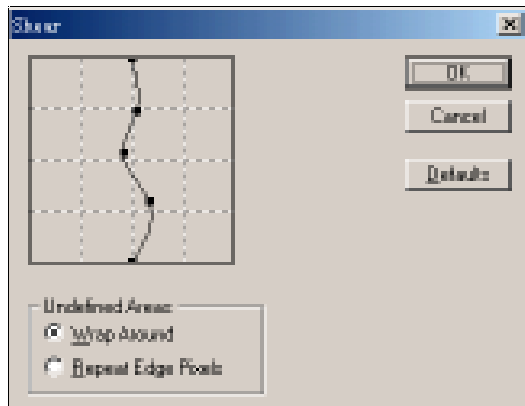 Shear
OK
Cancel
Defaults
Undefined Areas:
Wrap Around
Repeat Edge Pixels